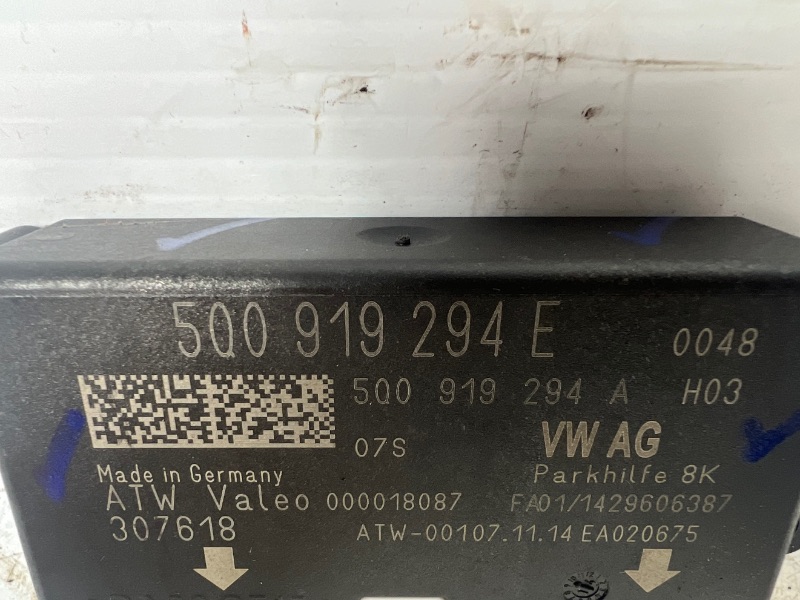 5Q0 919 294 E 0048
5Q0 919 294 A H03
07S VW AG
Made in Germany Parkhilfe 8K
ATW Valeo 000018087 FA01/1429606387
307618 ATW-00107.11.14 EA020675